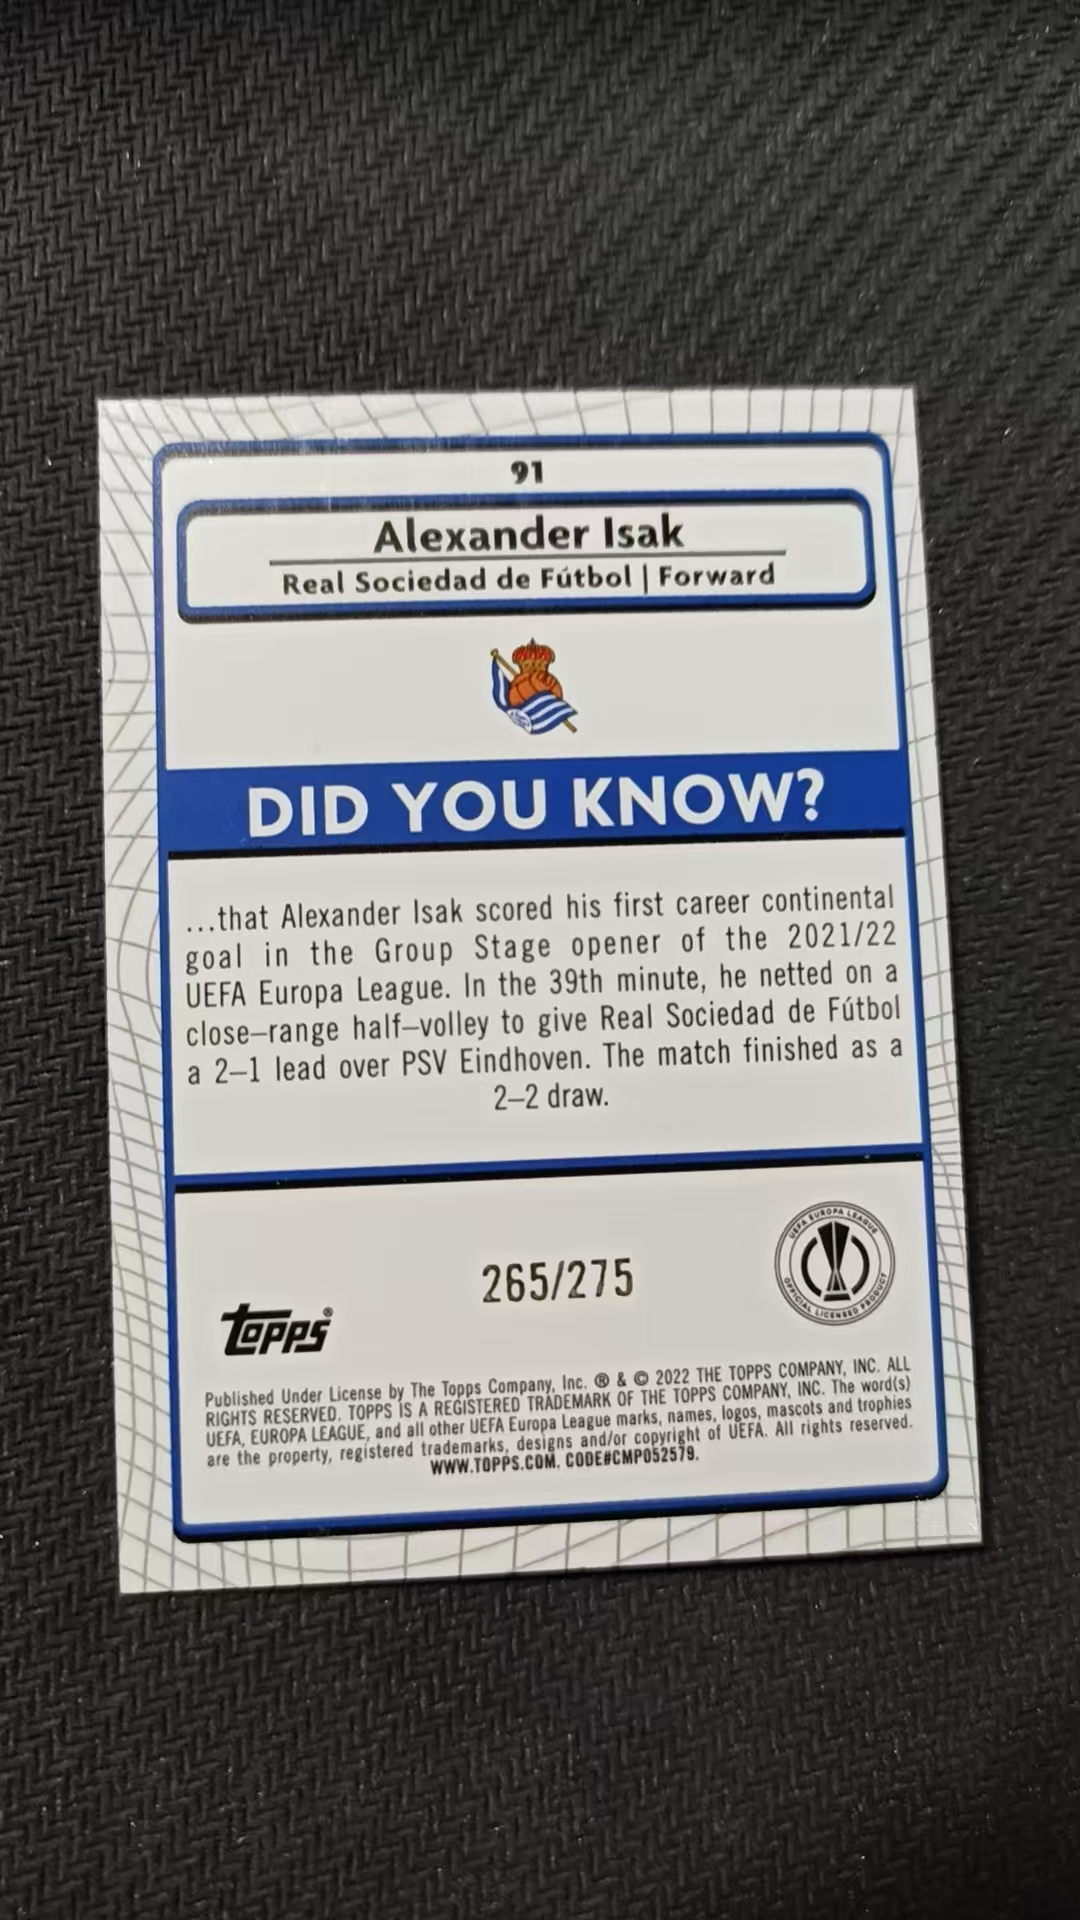 91
Alexander Isak
Real Sociedad de Fútbol | Forward
DID YOU KNOW?
...that Alexander Isak scored his first career continental
goal in the Group Stage opener of the 2021/22
UEFA Europa League. In the 39th minute, he netted on a
close–range half–volley to give Real Sociedad de Fútbol
a 2–1 lead over PSV Eindhoven. The match finished as a
2–2 draw.
265/275
UEFA EUROPA LEAGUE
OFFICIAL LICENSED PRODUCT
topps®
Published Under License by The Topps Company, Inc. ® & © 2022 THE TOPPS COMPANY, INC. ALL
RIGHTS RESERVED. TOPPS IS A REGISTERED TRADEMARK OF THE TOPPS COMPANY, INC. The word(s)
UEFA, EUROPA LEAGUE, and all other UEFA Europa League marks, names, logos, mascots and trophies
are the property, registered trademarks, designs and/or copyright of UEFA. All rights reserved.
WWW.TOPPS.COM. CODE#CMP052579.